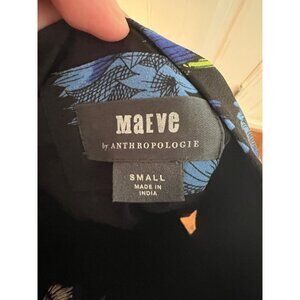 MAEVE
by ANTHROPOLOGIE
SMALL
MADE IN
INDIA